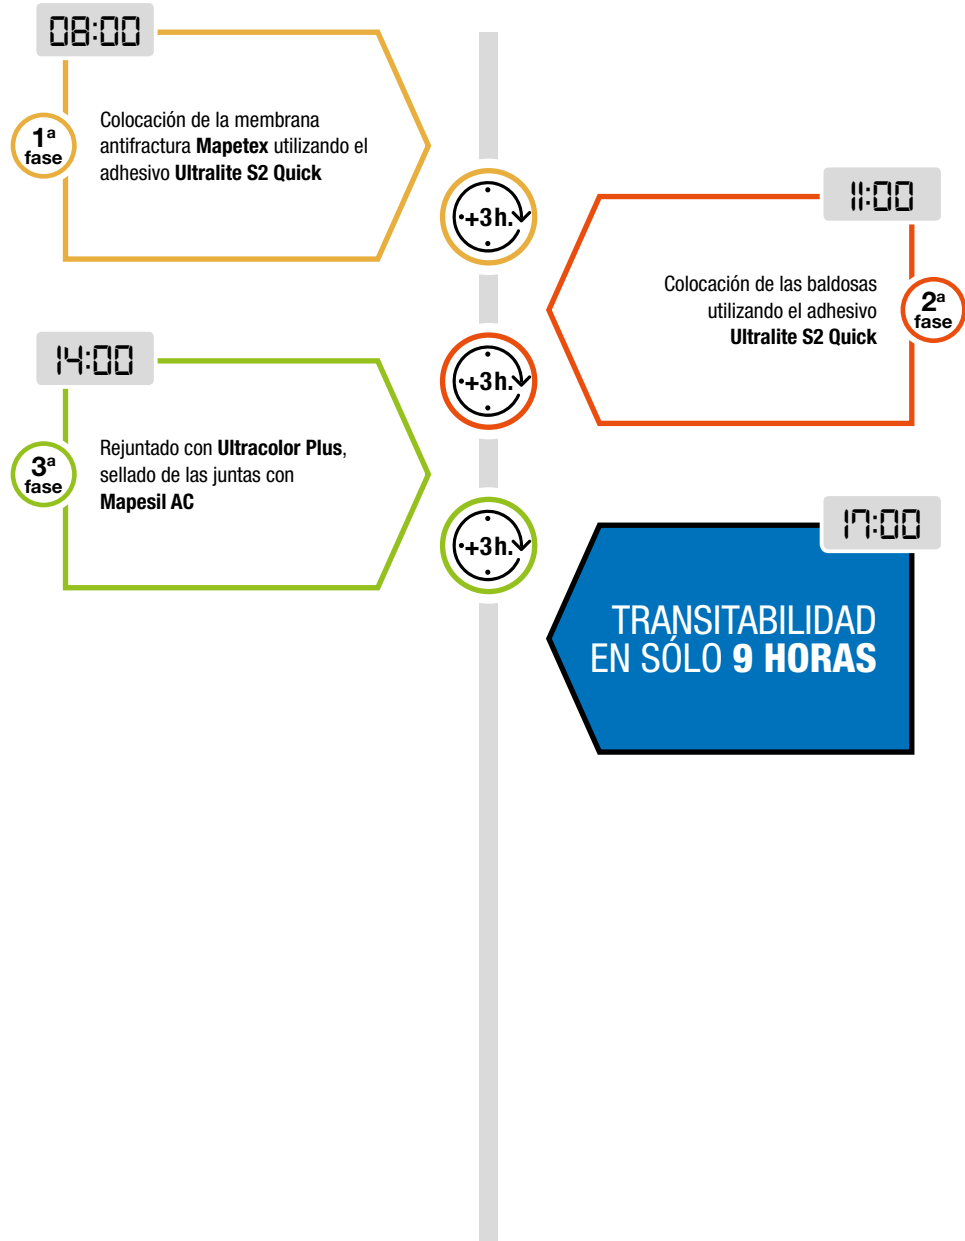 08:00
1ª
fase
Colocación de la membrana
antifractura Mapetex utilizando el
adhesivo Ultralite S2 Quick
+3h.
11:00
Colocación de las baldosas
utilizando el adhesivo
Ultralite S2 Quick
2ª
fase
+3h.
14:00
3ª
fase
Rejuntado con Ultracolor Plus,
sellado de las juntas con
Mapesil AC
+3h.
17:00
TRANSITABILIDAD
EN SÓLO 9 HORAS